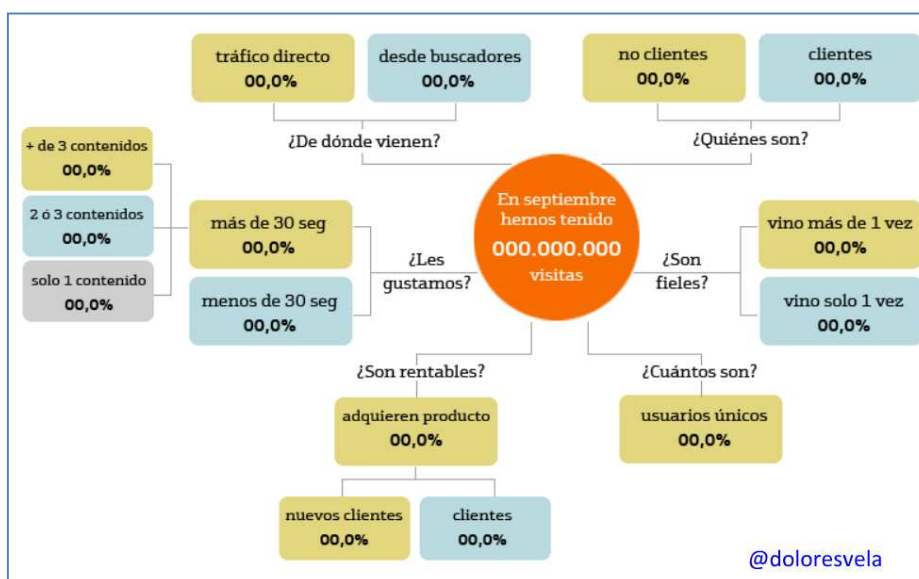 tráfico directo
00,0%
desde buscadores
00,0%
no clientes
00,0%
clientes
00,0%
¿De dónde vienen?
¿Quiénes son?
+ de 3 contenidos
00,0%
2 ó 3 contenidos
00,0%
solo 1 contenido
00,0%
más de 30 seg
00,0%
menos de 30 seg
00,0%
¿Les
gustamos?
En septiembre
hemos tenido
000.000.000
visitas
¿Son
fieles?
vino más de 1 vez
00,0%
vino solo 1 vez
00,0%
¿Son rentables?
adquieren producto
00,0%
nuevos clientes
00,0%
clientes
00,0%
¿Cuántos son?
usuarios únicos
00,0%
@doloresvela